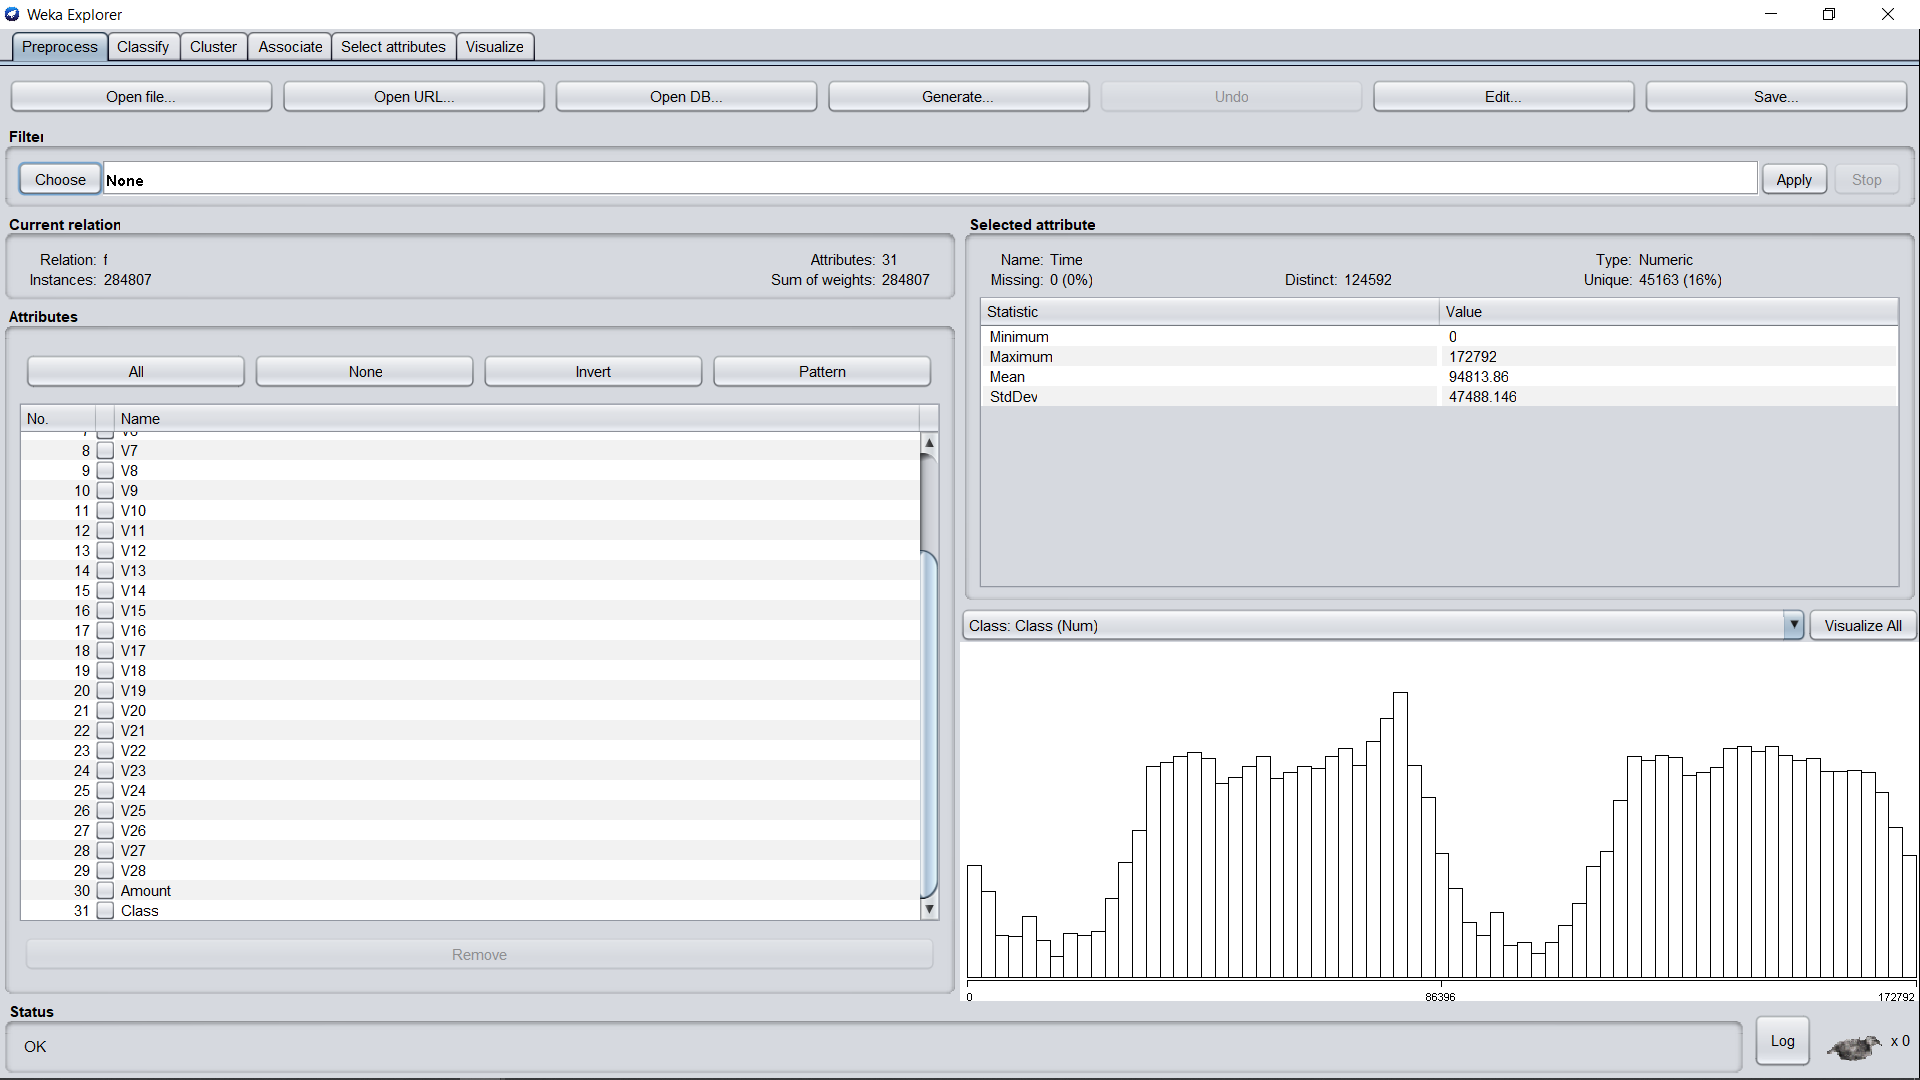 Weka Explorer
Preprocess Classify Cluster Associate Select attributes Visualize
Open file... Open URL... Open DB... Generate... Undo Edit... Save...
Filter
Choose None Apply Stop
Current relation
Relation: f Attributes: 31
Instances: 284807 Sum of weights: 284807
Attributes
All None Invert Pattern
No. Name
8 V7
9 V8
10 V9
11 V10
12 V11
13 V12
14 V13
15 V14
16 V15
17 V16
18 V17
19 V18
20 V19
21 V20
22 V21
23 V22
24 V23
25 V24
26 V25
27 V26
28 V27
29 V28
30 Amount
31 Class
Remove
Selected attribute
Name: Time Type: Numeric
Missing: 0 (0%) Distinct: 124592 Unique: 45163 (16%)
Statistic Value
Minimum 0
Maximum 172792
Mean 94813.86
StdDev 47488.146
Class: Class (Num) Visualize All
0 86396 172792
Status
OK
Log x 0